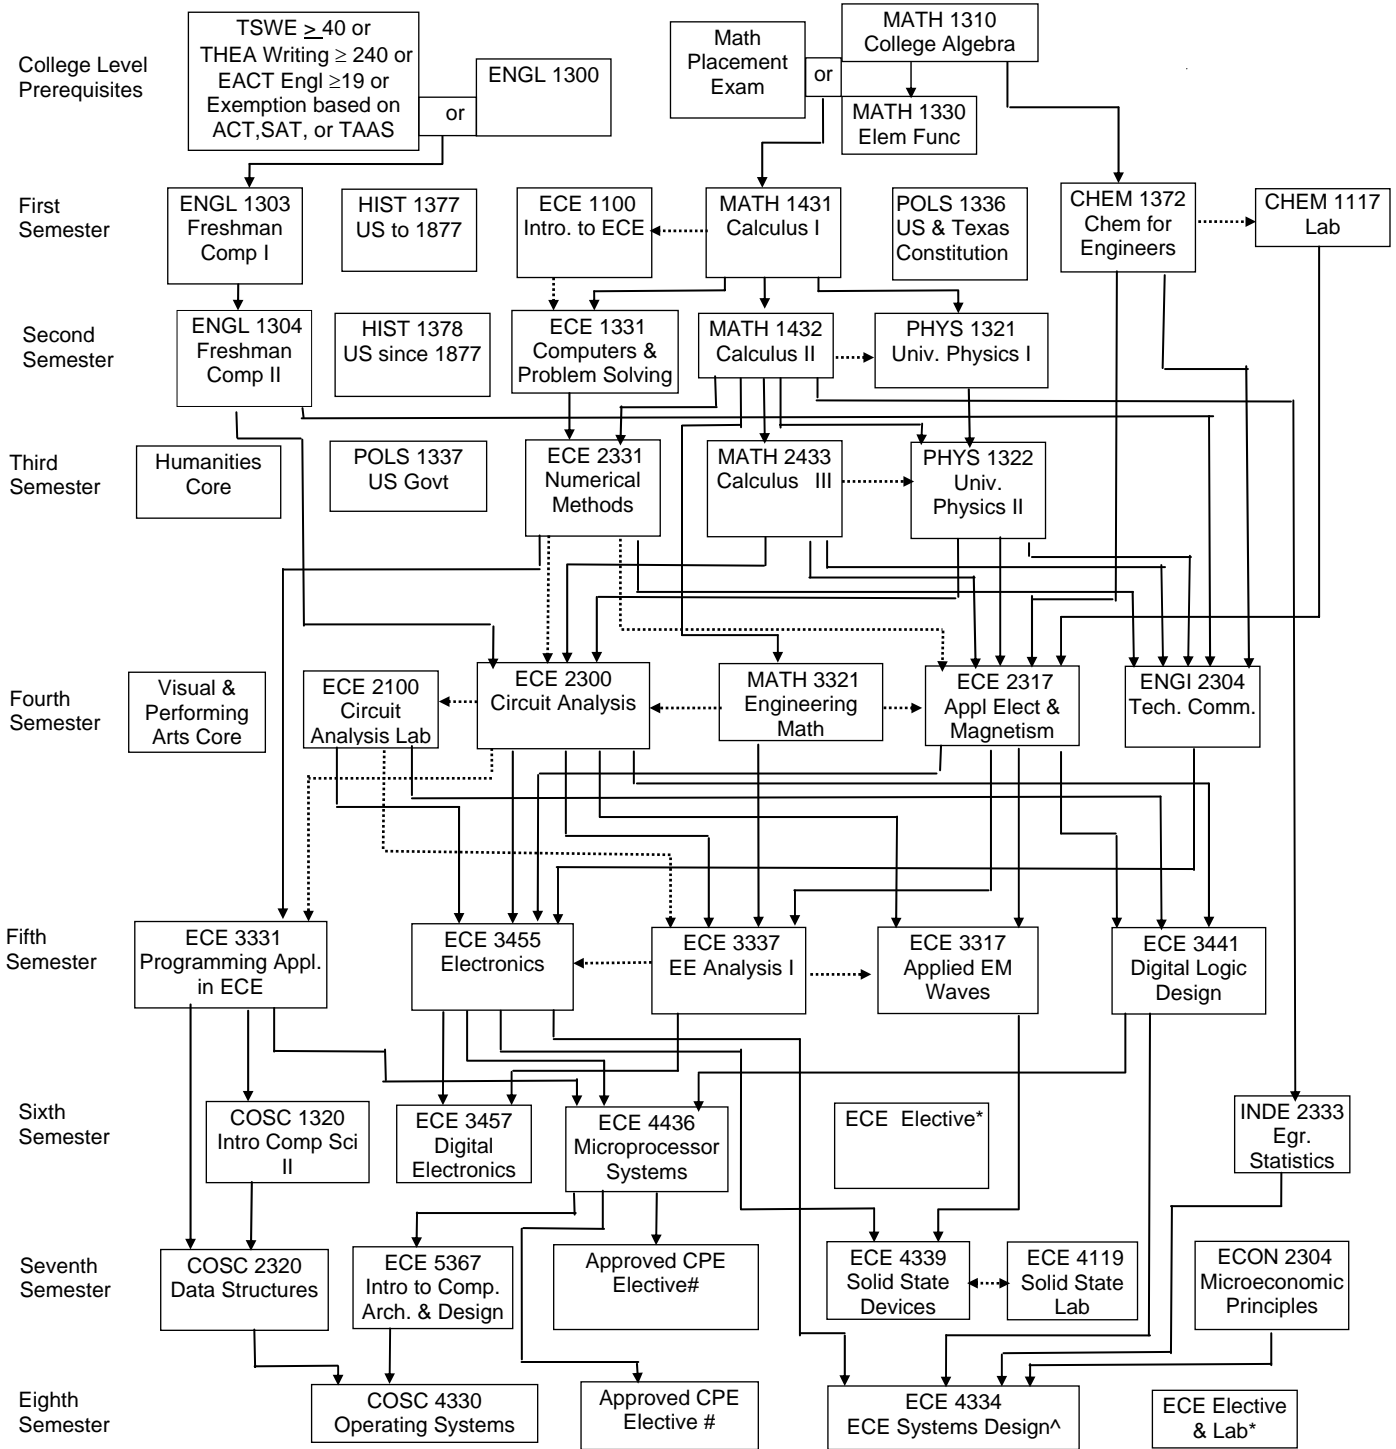 College Level
Prerequisites
TSWE > 40 or
THEA Writing ≥ 240 or
EACT Engl ≥19 or
Exemption based on
ACT,SAT, or TAAS
or
ENGL 1300
Math
Placement
Exam
or
MATH 1310
College Algebra
MATH 1330
Elem Func
First
Semester
ENGL 1303
Freshman
Comp I
HIST 1377
US to 1877
ECE 1100
Intro. to ECE
MATH 1431
Calculus I
POLS 1336
US & Texas
Constitution
CHEM 1372
Chem for
Engineers
CHEM 1117
Lab
Second
Semester
ENGL 1304
Freshman
Comp II
HIST 1378
US since 1877
ECE 1331
Computers &
Problem Solving
MATH 1432
Calculus II
PHYS 1321
Univ. Physics I
Third
Semester
Humanities
Core
POLS 1337
US Govt
ECE 2331
Numerical
Methods
MATH 2433
Calculus III
PHYS 1322
Univ.
Physics II
Fourth
Semester
Visual &
Performing
Arts Core
ECE 2100
Circuit
Analysis Lab
ECE 2300
Circuit Analysis
MATH 3321
Engineering
Math
ECE 2317
Appl Elect &
Magnetism
ENGI 2304
Tech. Comm.
Fifth
Semester
ECE 3331
Programming Appl.
in ECE
ECE 3455
Electronics
ECE 3337
EE Analysis I
ECE 3317
Applied EM
Waves
ECE 3441
Digital Logic
Design
Sixth
Semester
COSC 1320
Intro Comp Sci
II
ECE 3457
Digital
Electronics
ECE 4436
Microprocessor
Systems
ECE Elective*
INDE 2333
Egr.
Statistics
Seventh
Semester
COSC 2320
Data Structures
ECE 5367
Intro to Comp.
Arch. & Design
Approved CPE
Elective#
ECE 4339
Solid State
Devices
ECE 4119
Solid State
Lab
ECON 2304
Microeconomic
Principles
Eighth
Semester
COSC 4330
Operating Systems
Approved CPE
Elective #
ECE 4334
ECE Systems Design^
ECE Elective
& Lab*